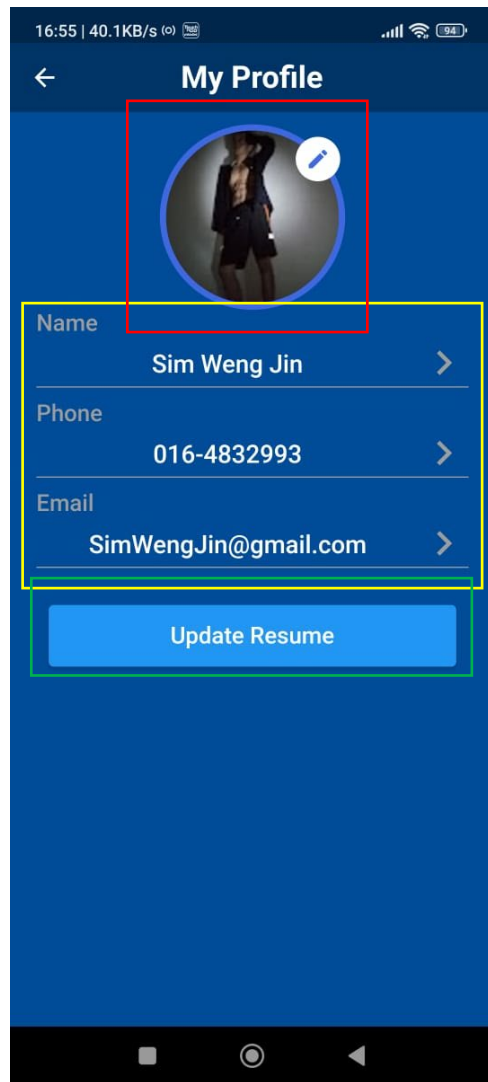 16:55 | 40.1KB/s
94
My Profile
Name
Sim Weng Jin
Phone
016-4832993
Email
SimWengJin@gmail.com
Update Resume